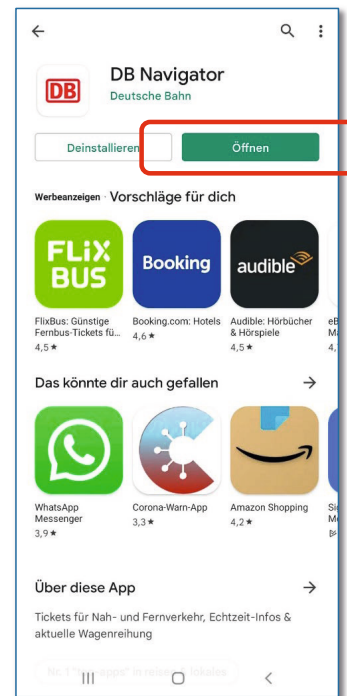 DB Navigator
DB
Deutsche Bahn
Deinstallieren
Öffnen
Werbeanzeigen · Vorschläge für dich
FLiX
BUS
Booking
audible
FlixBus: Günstige
Fernbus-Tickets fü...
4,5★
Booking.com: Hotels
4,6★
Audible: Hörbücher
& Hörspiele
4,5★
Das könnte dir auch gefallen
WhatsApp
Messenger
3,9★
Corona-Warn-App
3,3★
Amazon Shopping
4,2★
Über diese App
Tickets für Nah- und Fernverkehr, Echtzeit-Infos &
aktuelle Wagenreihung